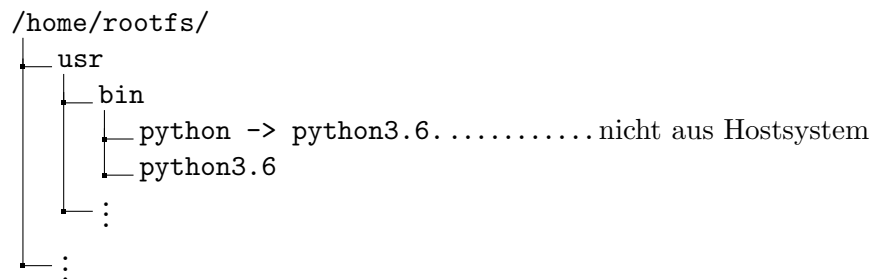 /home/rootfs/
usr
bin
python -> python3.6.............nicht aus Hostsystem
python3.6
⋮
⋮